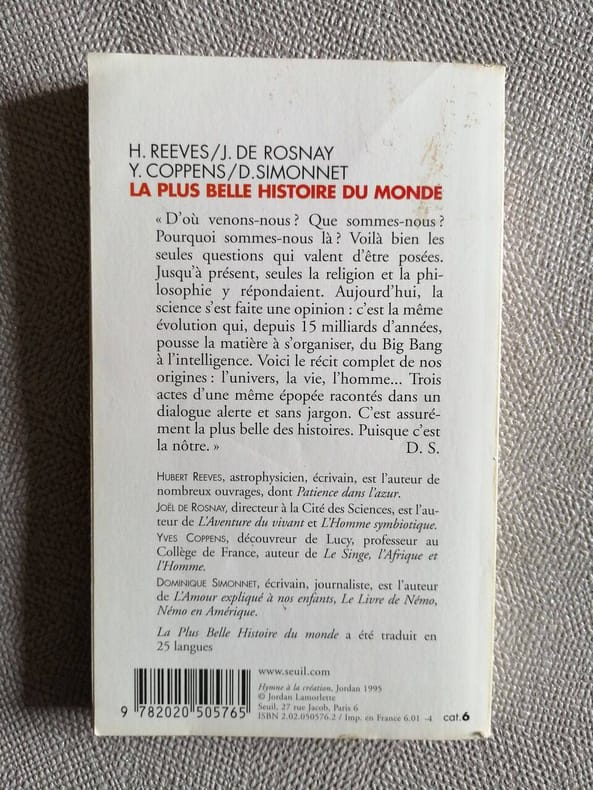 H. REEVES/J. DE ROSNAY
Y. COPPENS/D. SIMONNET
LA PLUS BELLE HISTOIRE DU MONDE
« D'où venons-nous ? Que sommes-nous ?
Pourquoi sommes-nous là ? Voilà bien les
seules questions qui valent d'être posées.
Jusqu'à présent, seules la religion et la phi-
losophie y répondaient. Aujourd'hui, la
science s'est faite une opinion : c'est la même
évolution qui, depuis 15 milliards d'années,
pousse la matière à s'organiser, du Big Bang
à l'intelligence. Voici le récit complet de nos
origines : l'univers, la vie, l'homme... Trois
actes d'une même épopée racontés dans un
dialogue alerte et sans jargon. C'est assuré-
ment la plus belle des histoires. Puisque c'est
la nôtre. » D. S.
HUBERT REEVES, astrophysicien, écrivain, est l'auteur de
nombreux ouvrages, dont Patience dans l'azur.
JOËL DE ROSNAY, directeur à la Cité des Sciences, est l'au-
teur de L'Aventure du vivant et L'Homme symbiotique.
YVES COPPENS, découvreur de Lucy, professeur au
Collège de France, auteur de Le Singe, l'Afrique et
l'Homme.
DOMINIQUE SIMONNET, écrivain, journaliste, est l'auteur
de L'Amour expliqué à nos enfants, Le Livre de Némo,
Némo en Amérique.
La Plus Belle Histoire du monde a été traduit en
25 langues
www.seuil.com
Hymne à la création, Jordan 1995
© Jordan Lamorlette
Seuil, 27 rue Jacob, Paris 6
ISBN 2.02.050576.2 / Imp. en France 6.01 -4
cat.6
9 782020 505765